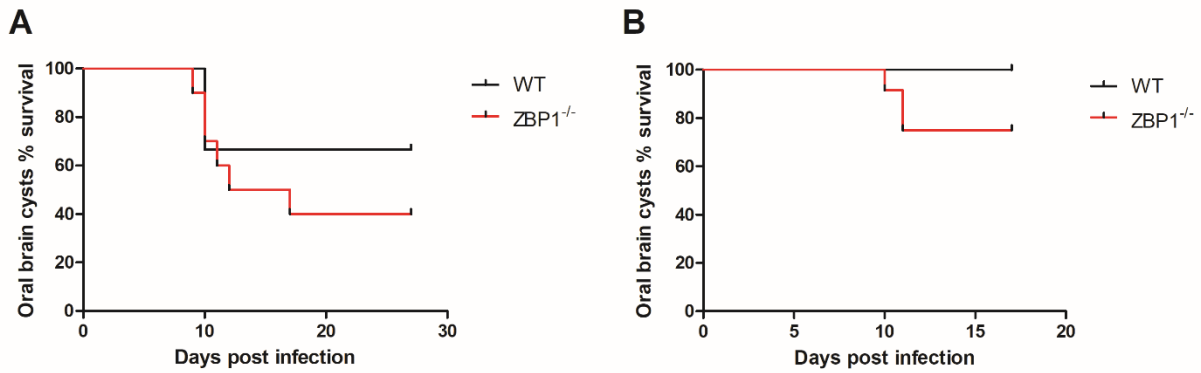 A
Oral brain cysts % survival
100
80
60
40
20
0
0 10 20 30
Days post infection
WT
ZBP1-/-
B
Oral brain cysts % survival
100
80
60
40
20
0
0 5 10 15 20
Days post infection
WT
ZBP1-/-